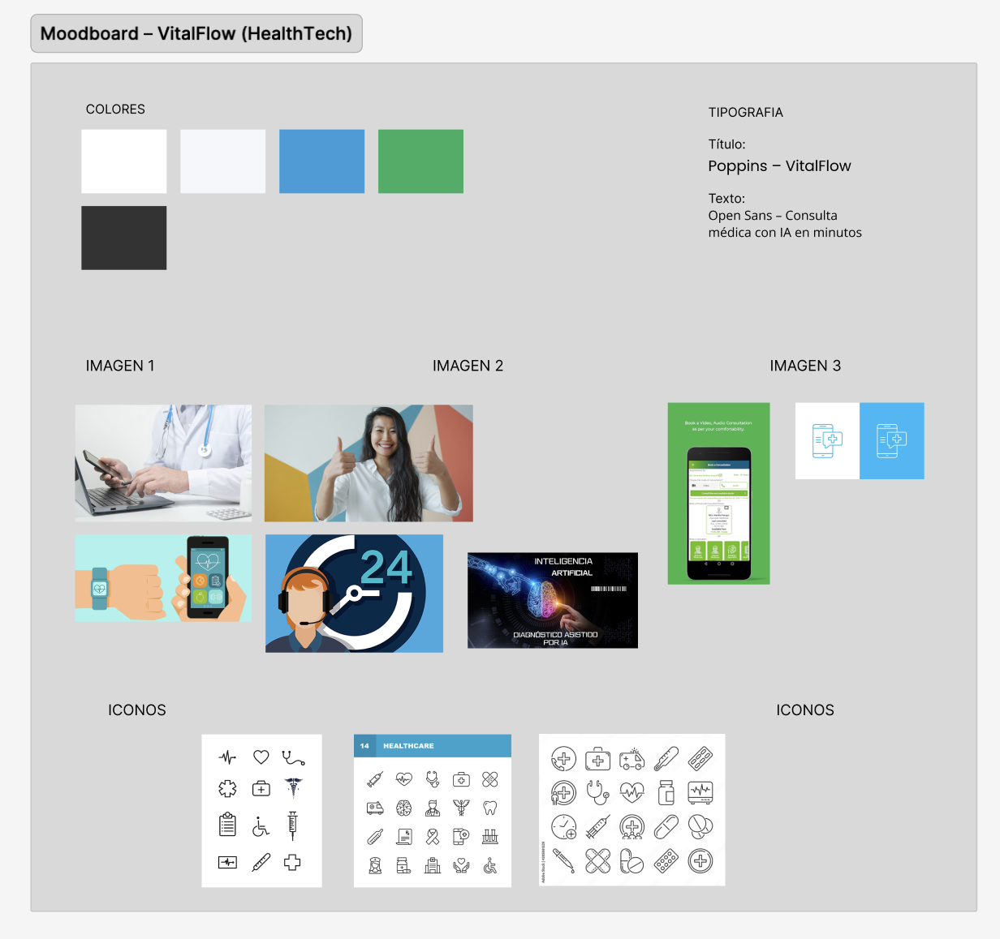 Moodboard – VitalFlow (HealthTech)
COLORES
TIPOGRAFIA
Título:
Poppins – VitalFlow
Texto:
Open Sans – Consulta
médica con IA en minutos
IMAGEN 1
IMAGEN 2
IMAGEN 3
Book a Video, Audio Consultation
as per your comfortability.
Book a Consultation
24
INTELIGENCIA
ARTIFICIAL
DIAGNÓSTICO ASISTIDO
POR IA
ICONOS
ICONOS
14 HEALTHCARE